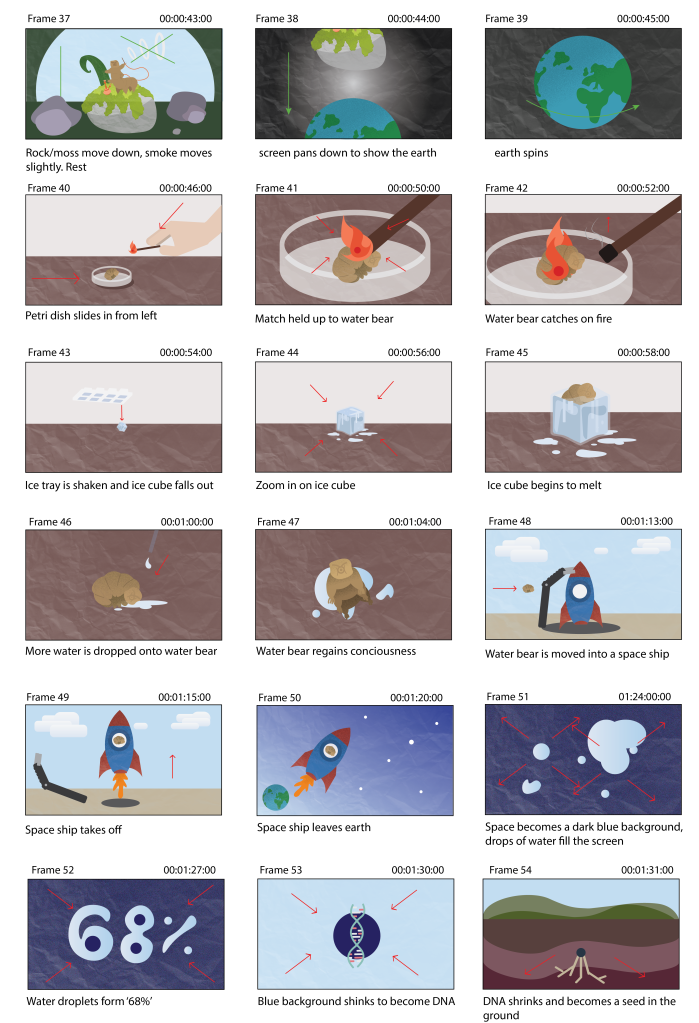 Frame 37 00:00:43:00
Frame 38 00:00:44:00
Frame 39 00:00:45:00
Rock/moss move down, smoke moves
slightly. Rest
screen pans down to show the earth
earth spins
Frame 40 00:00:46:00
Frame 41 00:00:50:00
Frame 42 00:00:52:00
Petri dish slides in from left
Match held up to water bear
Water bear catches on fire
Frame 43 00:00:54:00
Frame 44 00:00:56:00
Frame 45 00:00:58:00
Ice tray is shaken and ice cube falls out
Zoom in on ice cube
Ice cube begins to melt
Frame 46 00:01:00:00
Frame 47 00:01:04:00
Frame 48 00:01:13:00
More water is dropped onto water bear
Water bear regains conciousness
Water bear is moved into a space ship
Frame 49 00:01:15:00
Frame 50 00:01:20:00
Frame 51 01:24:00:00
Space ship takes off
Space ship leaves earth
Space becomes a dark blue background,
drops of water fill the screen
Frame 52 00:01:27:00
Frame 53 00:01:30:00
Frame 54 00:01:31:00
68%
Water droplets form '68%'
Blue background shinks to become DNA
DNA shrinks and becomes a seed in the
ground